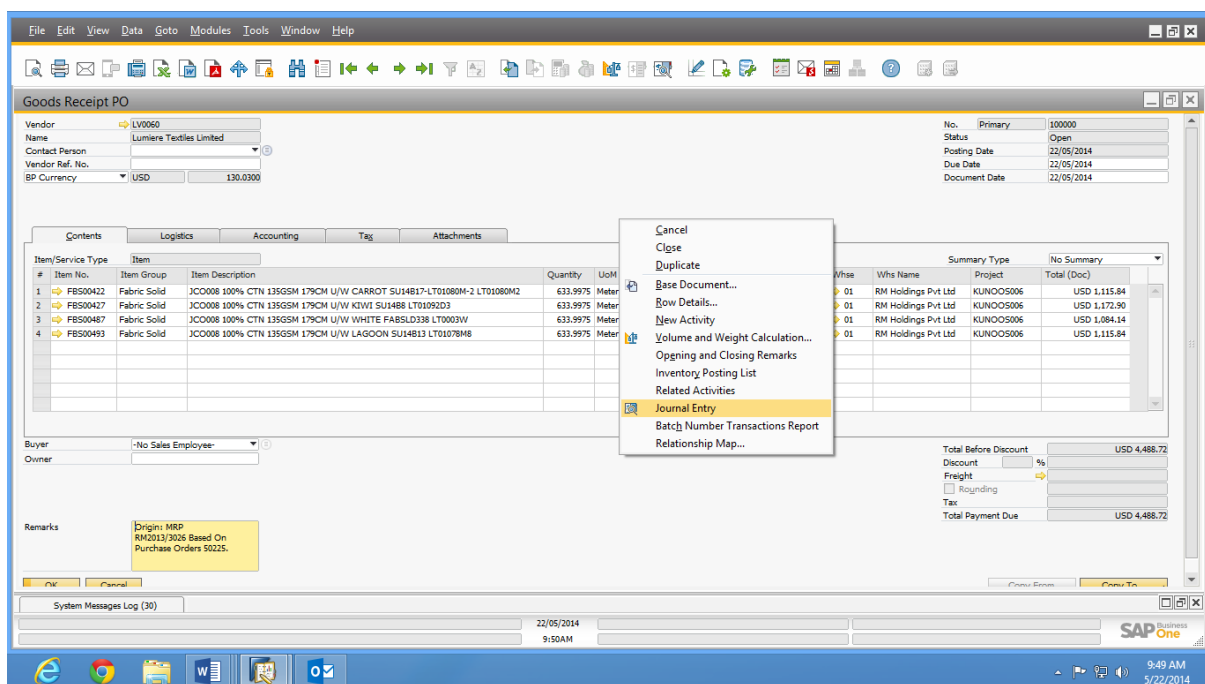 File Edit View Data Goto Modules Tools Window Help
Goods Receipt PO
Vendor LV0060 No. Primary 100000
Name Lumiere Textiles Limited Status Open
Contact Person Posting Date 22/05/2014
Vendor Ref. No. Due Date 22/05/2014
BP Currency USD 130.0300 Document Date 22/05/2014
Contents Logistics Accounting Tax Attachments
Item/Service Type Item Summary Type No Summary
# Item No. Item Group Item Description Quantity UoM Whse Whs Name Project Total (Doc)
1 FBS00422 Fabric Solid JCO008 100% CTN 135GSM 179CM U/W CARROT SU14B17-LT01080M-2 LT01080M2 633.9975 Meter 01 RM Holdings Pvt Ltd KUNOOS006 USD 1,115.84
2 FBS00427 Fabric Solid JCO008 100% CTN 135GSM 179CM U/W KIWI SU14B8 LT01092D3 633.9975 Meter 01 RM Holdings Pvt Ltd KUNOOS006 USD 1,172.90
3 FBS00487 Fabric Solid JCO008 100% CTN 135GSM 179CM U/W WHITE FABSLD338 LT0003W 633.9975 Meter 01 RM Holdings Pvt Ltd KUNOOS006 USD 1,084.14
4 FBS00493 Fabric Solid JCO008 100% CTN 135GSM 179CM U/W LAGOON SU14B13 LT01078M8 633.9975 Meter 01 RM Holdings Pvt Ltd KUNOOS006 USD 1,115.84
Cancel
Close
Duplicate
Base Document...
Row Details...
New Activity
Volume and Weight Calculation...
Opening and Closing Remarks
Inventory Posting List
Related Activities
Journal Entry
Batch Number Transactions Report
Relationship Map...
Buyer -No Sales Employee-
Owner
Total Before Discount USD 4,488.72
Discount %
Freight
Rounding
Tax
Total Payment Due USD 4,488.72
Remarks Origin: MRP
RM2013/3026 Based On
Purchase Orders 50225.
OK Cancel Copy From Copy To
System Messages Log (30)
22/05/2014
9:50AM
SAP Business One
9:49 AM
5/22/2014